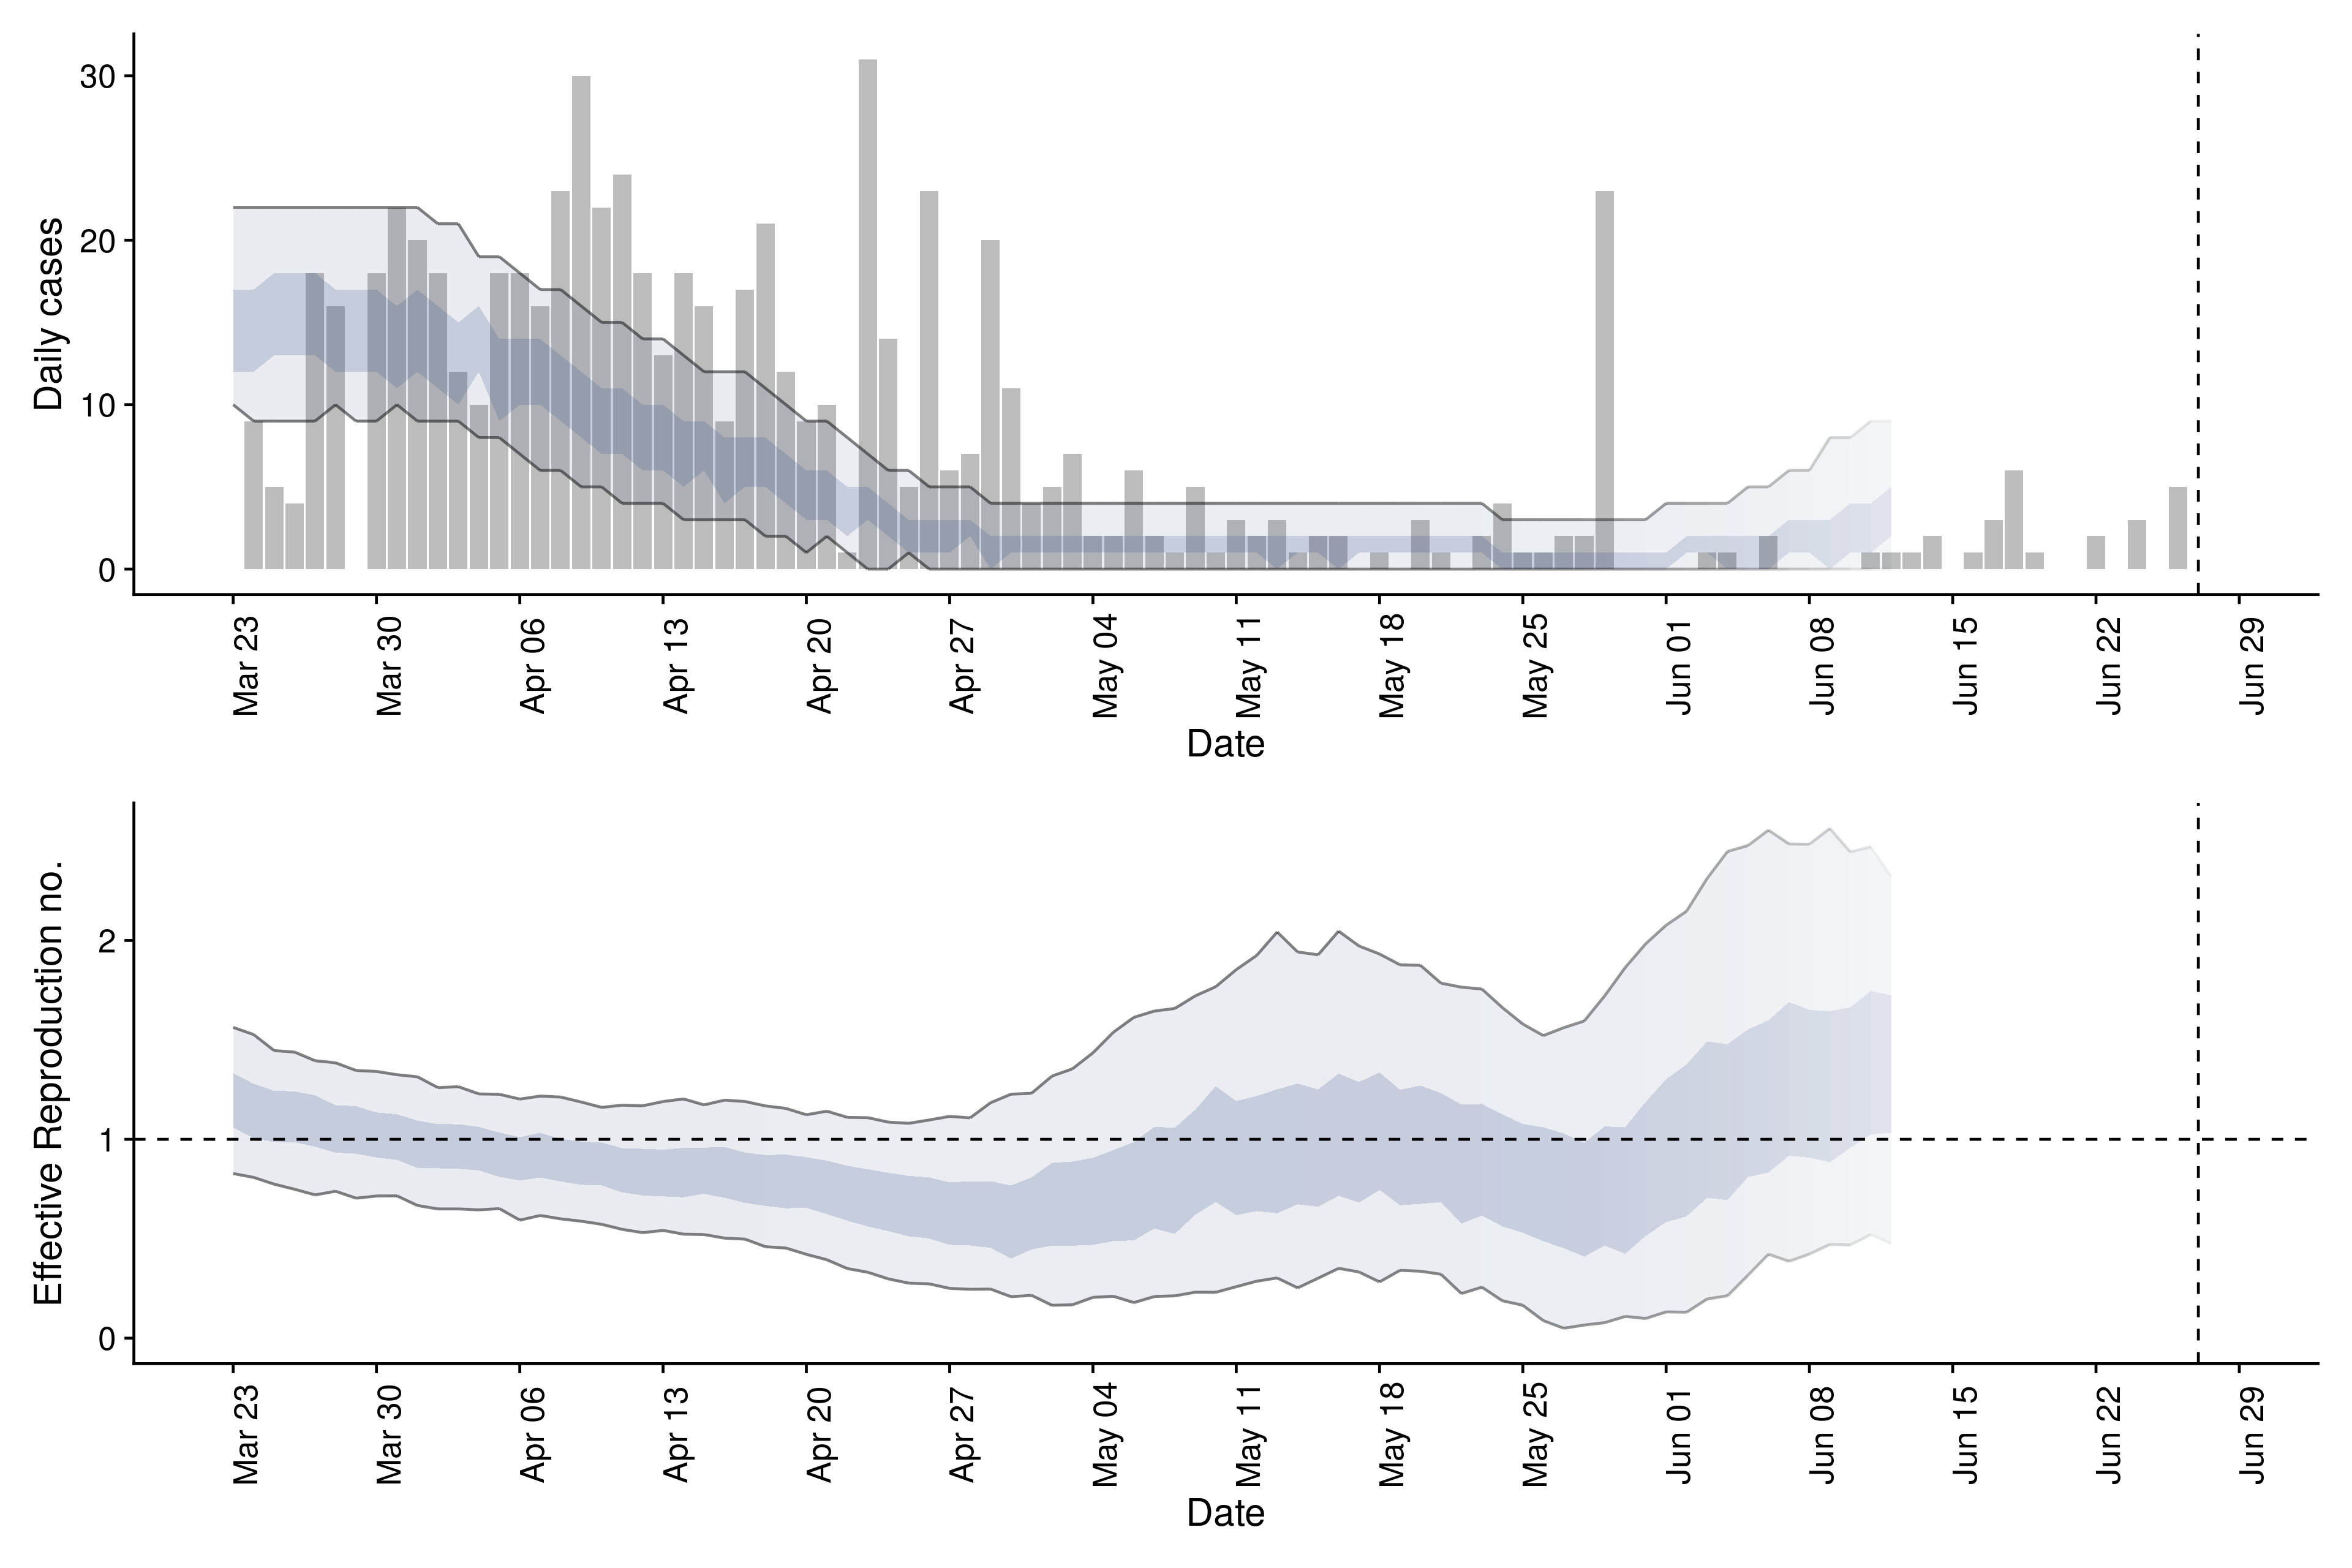 Daily cases
30
20
10
0
Mar 23
Mar 30
Apr 06
Apr 13
Apr 20
Apr 27
May 04
May 11
May 18
May 25
Jun 01
Jun 08
Jun 15
Jun 22
Jun 29
Date
Effective Reproduction no.
2
1
0
Mar 23
Mar 30
Apr 06
Apr 13
Apr 20
Apr 27
May 04
May 11
May 18
May 25
Jun 01
Jun 08
Jun 15
Jun 22
Jun 29
Date